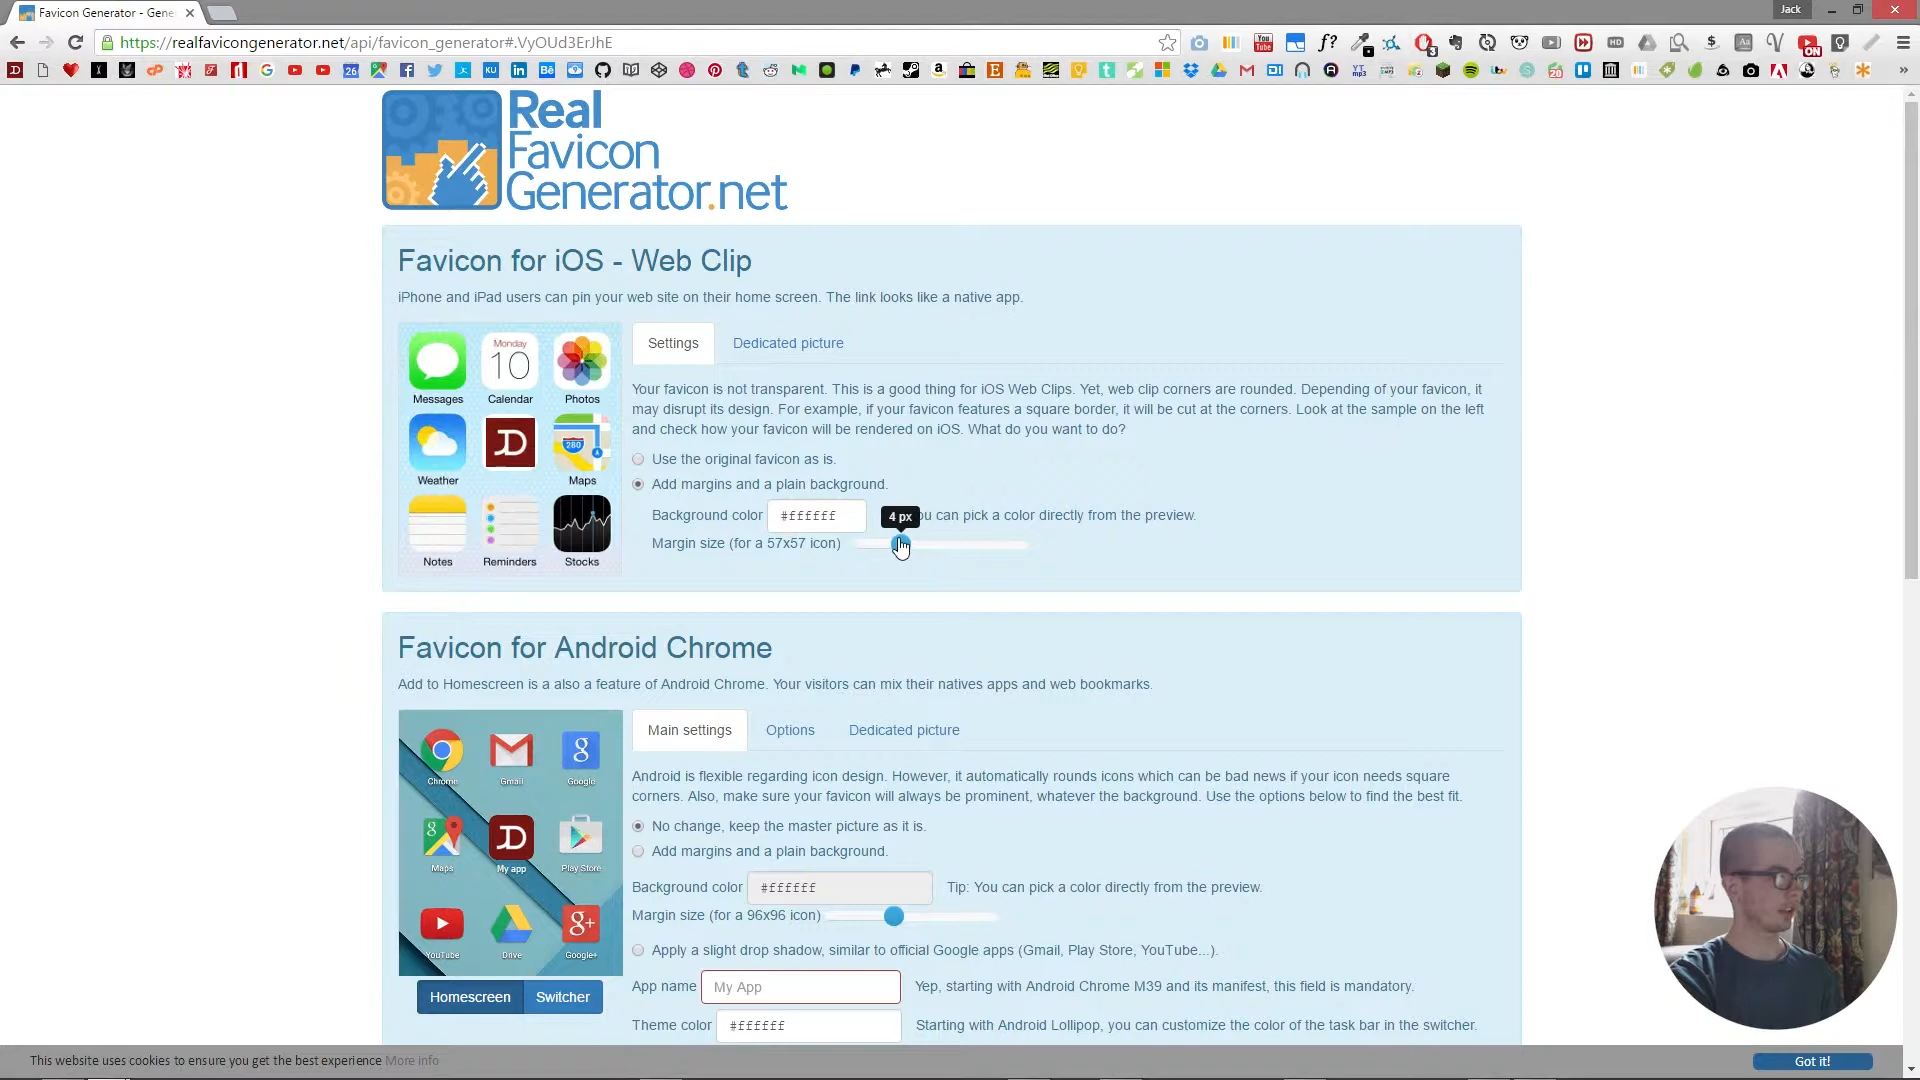 Favicon Generator - Gene
Jack
https://realfavicongenerator.net/api/favicon_generator#.VyOUd3ErJhE
Real
Favicon
Generator.net
Favicon for iOS - Web Clip
iPhone and iPad users can pin your web site on their home screen. The link looks like a native app.
Settings
Dedicated picture
Monday
10
Messages
Calendar
Photos
Your favicon is not transparent. This is a good thing for iOS Web Clips. Yet, web clip corners are rounded. Depending of your favicon, it
may disrupt its design. For example, if your favicon features a square border, it will be cut at the corners. Look at the sample on the left
and check how your favicon will be rendered on iOS. What do you want to do?
280
Weather
Maps
Use the original favicon as is.
Add margins and a plain background.
Background color #ffffff
4 px
ou can pick a color directly from the preview.
Margin size (for a 57x57 icon)
Notes
Reminders
Stocks
Favicon for Android Chrome
Add to Homescreen is a also a feature of Android Chrome. Your visitors can mix their natives apps and web bookmarks.
Main settings
Options
Dedicated picture
Chrome
Gmail
Google
Android is flexible regarding icon design. However, it automatically rounds icons which can be bad news if your icon needs square
corners. Also, make sure your favicon will always be prominent, whatever the background. Use the options below to find the best fit.
No change, keep the master picture as it is.
Add margins and a plain background.
Maps
My app
Play Store
Background color #ffffff Tip: You can pick a color directly from the preview.
Margin size (for a 96x96 icon)
YouTube
Drive
Google+
Apply a slight drop shadow, similar to official Google apps (Gmail, Play Store, YouTube...).
App name My App Yep, starting with Android Chrome M39 and its manifest, this field is mandatory.
Homescreen
Switcher
Theme color #ffffff Starting with Android Lollipop, you can customize the color of the task bar in the switcher.
This website uses cookies to ensure you get the best experience More info
Got it!